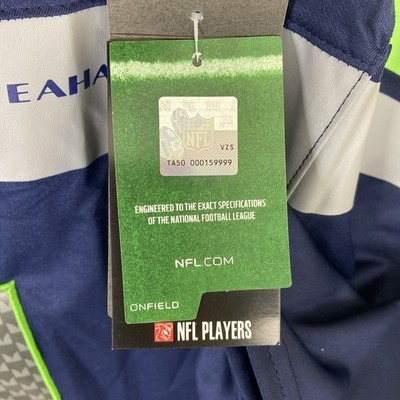 EAHA
NFL
VZS
TA50 000159999
ENGINEERED TO THE EXACT SPECIFICATIONS
OF THE NATIONAL FOOTBALL LEAGUE
NFL.COM
ONFIELD
NFL PLAYERS